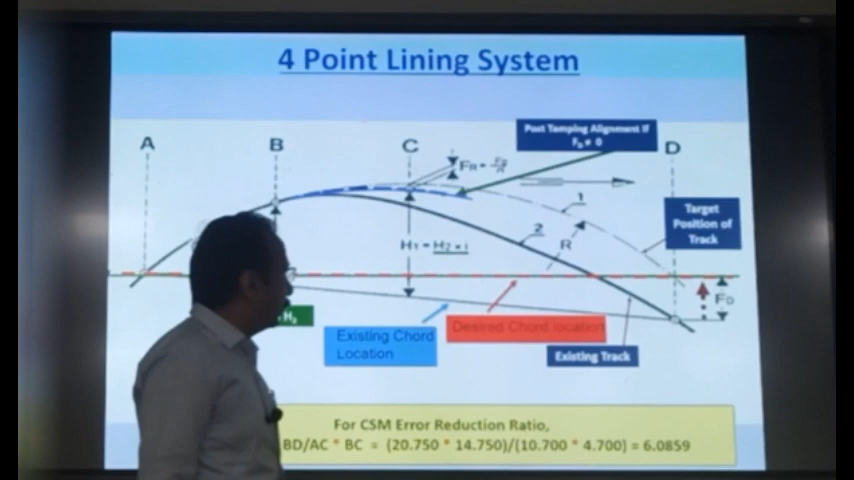 4 Point Lining System
A
B
C
D
Post Tamping Alignment If
F₀ ≠ 0
1
2
R
Target
Position of
Track
H₁ = H₂ * i
H₂
Existing Chord
Location
Desired Chord location
Existing Track
For CSM Error Reduction Ratio,
BD/AC * BC = (20.750 * 14.750)/(10.700 * 4.700) = 6.0859